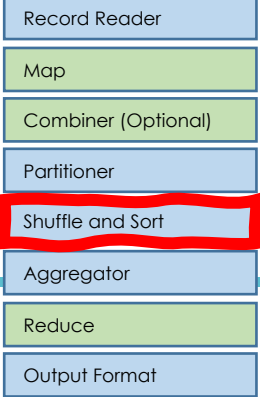 Record Reader
Map
Combiner (Optional)
Partitioner
Shuffle and Sort
Aggregator
Reduce
Output Format